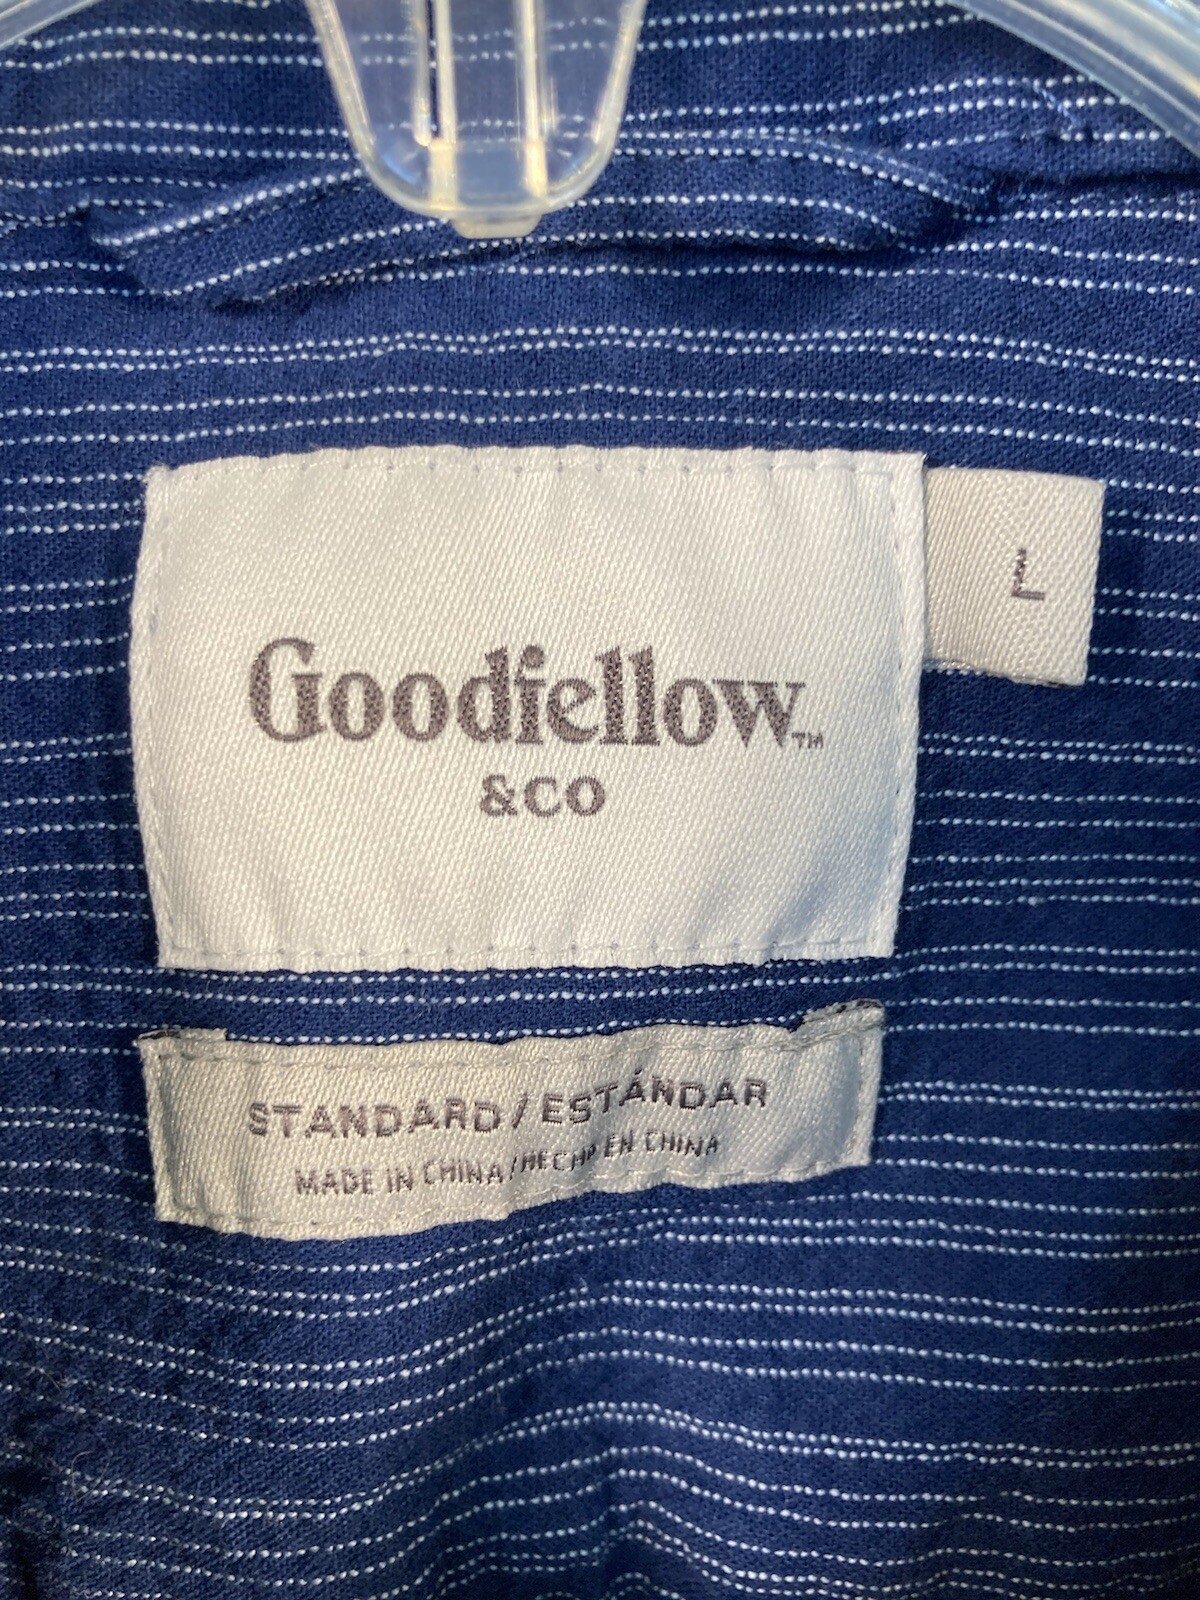 Goodfellow™
&CO
L
STANDARD/ESTÁNDAR
MADE IN CHINA/HECHO EN CHINA